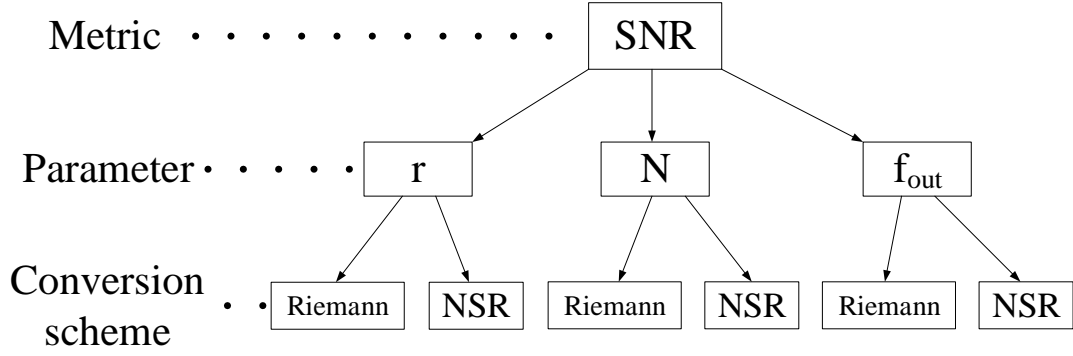 Metric
SNR
Parameter
r
N
f_out
Conversion
scheme
Riemann
NSR
Riemann
NSR
Riemann
NSR